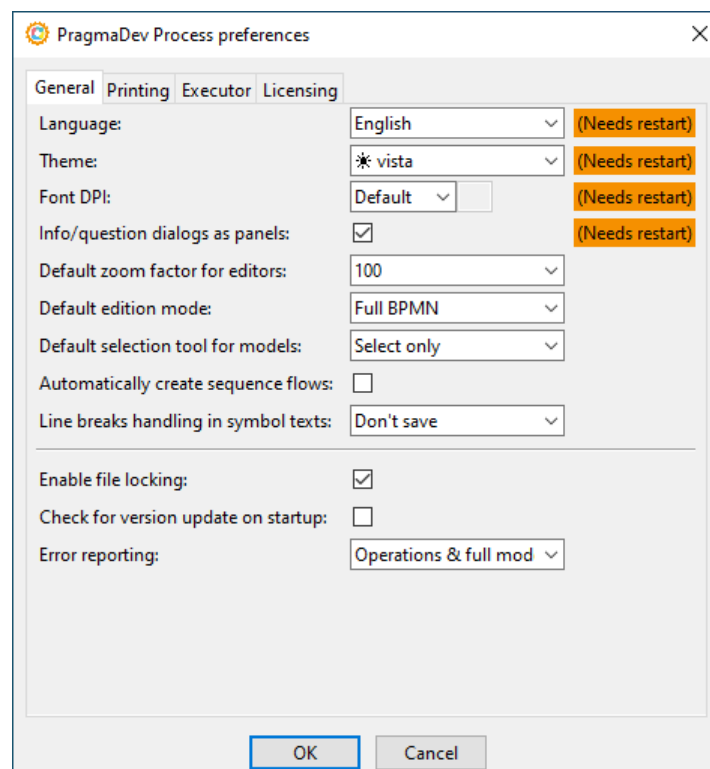 PragmaDev Process preferences
General Printing Executor Licensing
Language: English (Needs restart)
Theme: vista (Needs restart)
Font DPI: Default (Needs restart)
Info/question dialogs as panels: (Needs restart)
Default zoom factor for editors: 100
Default edition mode: Full BPMN
Default selection tool for models: Select only
Automatically create sequence flows:
Line breaks handling in symbol texts: Don't save
Enable file locking:
Check for version update on startup:
Error reporting: Operations & full mod
OK Cancel